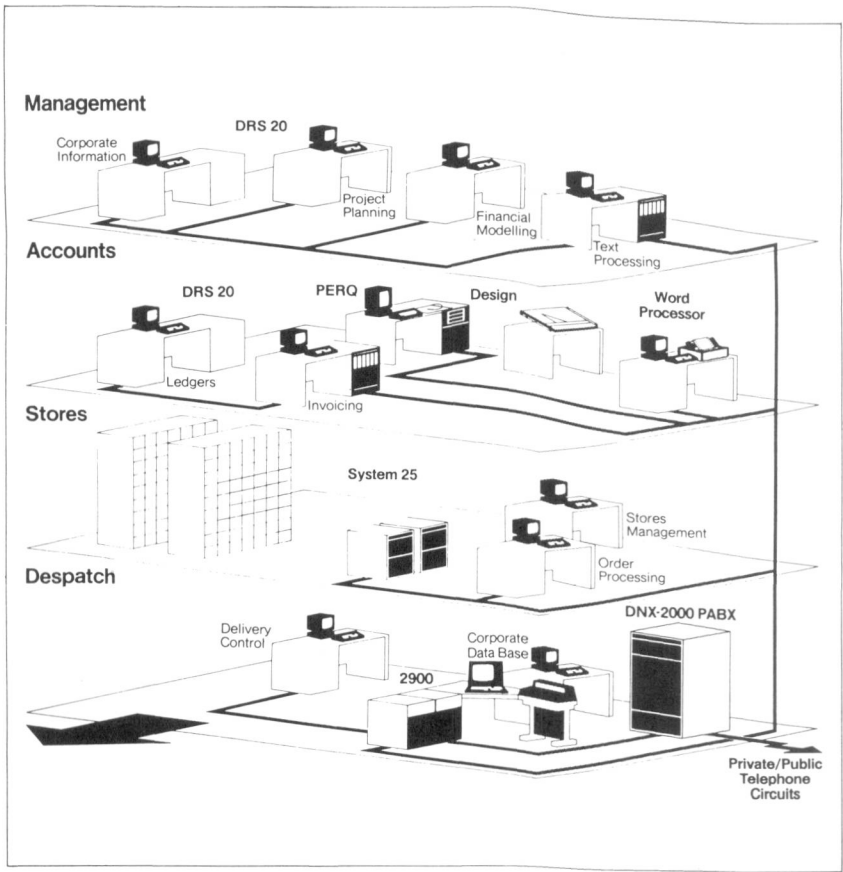 Management
DRS 20
Corporate
Information
Project
Planning
Financial
Modelling
Text
Processing
Accounts
DRS 20
PERQ
Design
Word
Processor
Ledgers
Invoicing
Stores
System 25
Stores
Management
Order
Processing
Despatch
DNX-2000 PABX
Delivery
Control
Corporate
Data Base
2900
Private/Public
Telephone
Circuits